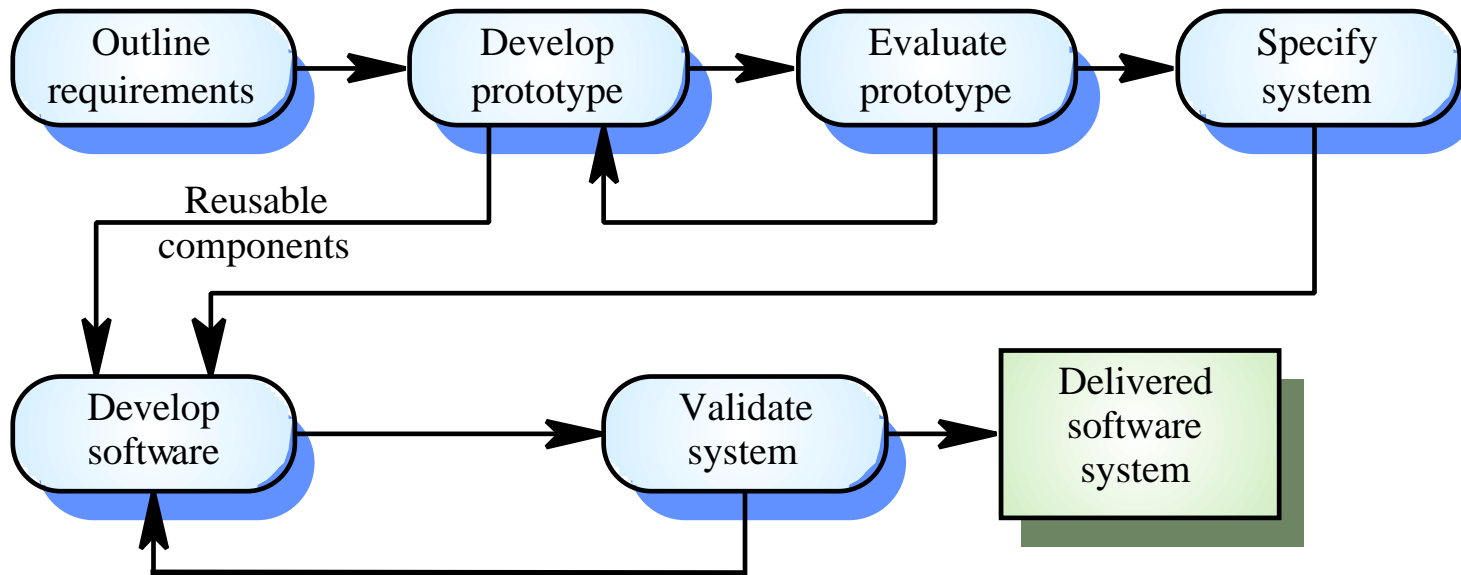 Outline
requirements
Develop
prototype
Evaluate
prototype
Specify
system
Reusable
components
Develop
software
Validate
system
Delivered
software
system